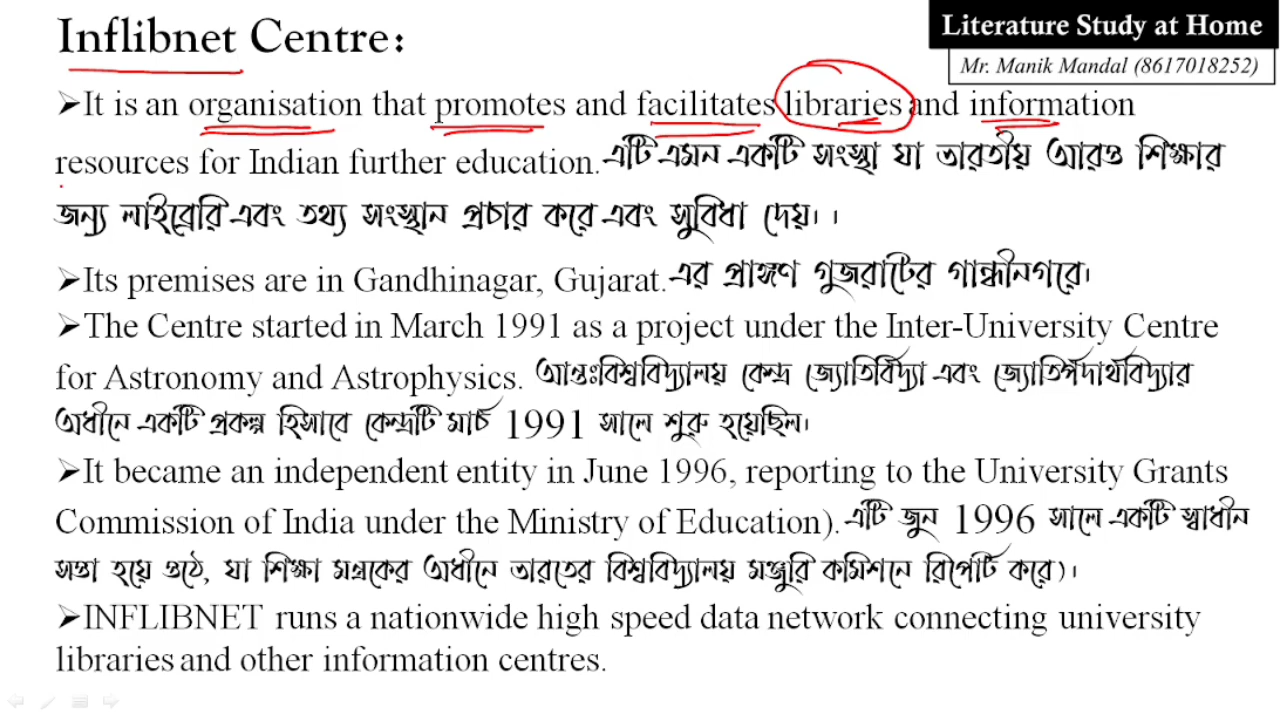 Inflibnet Centre:
Literature Study at Home
Mr. Manik Mandal (8617018252)
➤It is an organisation that promotes and facilitates libraries and information
resources for Indian further education. এটি এমন একটি সংস্থা যা ভারতীয় আরও শিক্ষার
জন্য লাইব্রেরি এবং তথ্য সংস্থান প্রচার করে এবং সুবিধা দেয়। ।
➤Its premises are in Gandhinagar, Gujarat. এর প্রাঙ্গণ গুজরাটের গান্ধীনগরে।
➤The Centre started in March 1991 as a project under the Inter-University Centre
for Astronomy and Astrophysics. আন্তঃবিশ্ববিদ্যালয় কেন্দ্র জ্যোতির্বিদ্যা এবং জ্যোতির্পদার্থবিদ্যার
অধীনে একটি প্রকল্প হিসাবে কেন্দ্রটি মার্চ 1991 সালে শুরু হয়েছিল।
➤It became an independent entity in June 1996, reporting to the University Grants
Commission of India under the Ministry of Education). এটি জুন 1996 সালে একটি স্বাধীন
সত্তা হয়ে ওঠে, যা শিক্ষা মন্ত্রকের অধীনে ভারতের বিশ্ববিদ্যালয় মঞ্জুরি কমিশনে রিপোর্ট করে)।
➤INFLIBNET runs a nationwide high speed data network connecting university
libraries and other information centres.